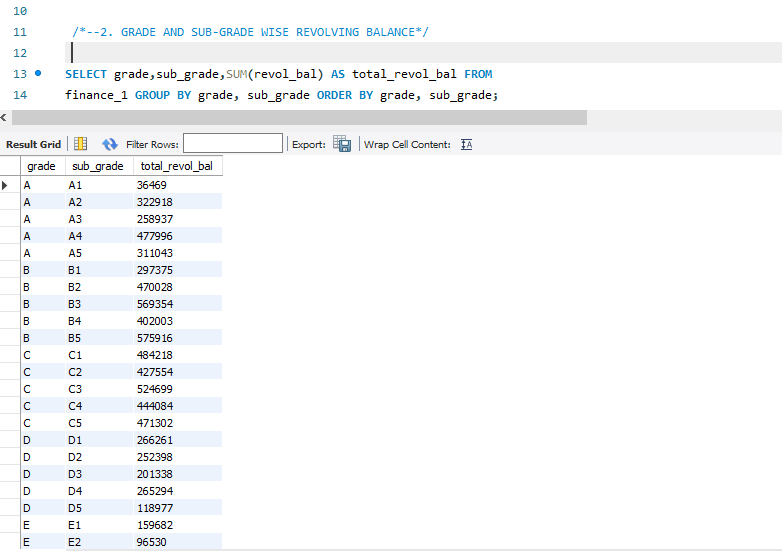 10
11 /*--2. GRADE AND SUB-GRADE WISE REVOLVING BALANCE*/
12
13 SELECT grade,sub_grade,SUM(revol_bal) AS total_revol_bal FROM
14 finance_1 GROUP BY grade, sub_grade ORDER BY grade, sub_grade;
Result Grid Filter Rows: Export: Wrap Cell Content: IA
grade sub_grade total_revol_bal
A A1 36469
A A2 322918
A A3 258937
A A4 477996
A A5 311043
B B1 297375
B B2 470028
B B3 569354
B B4 402003
B B5 575916
C C1 484218
C C2 427554
C C3 524699
C C4 444084
C C5 471302
D D1 266261
D D2 252398
D D3 201338
D D4 265294
D D5 118977
E E1 159682
E E2 96530